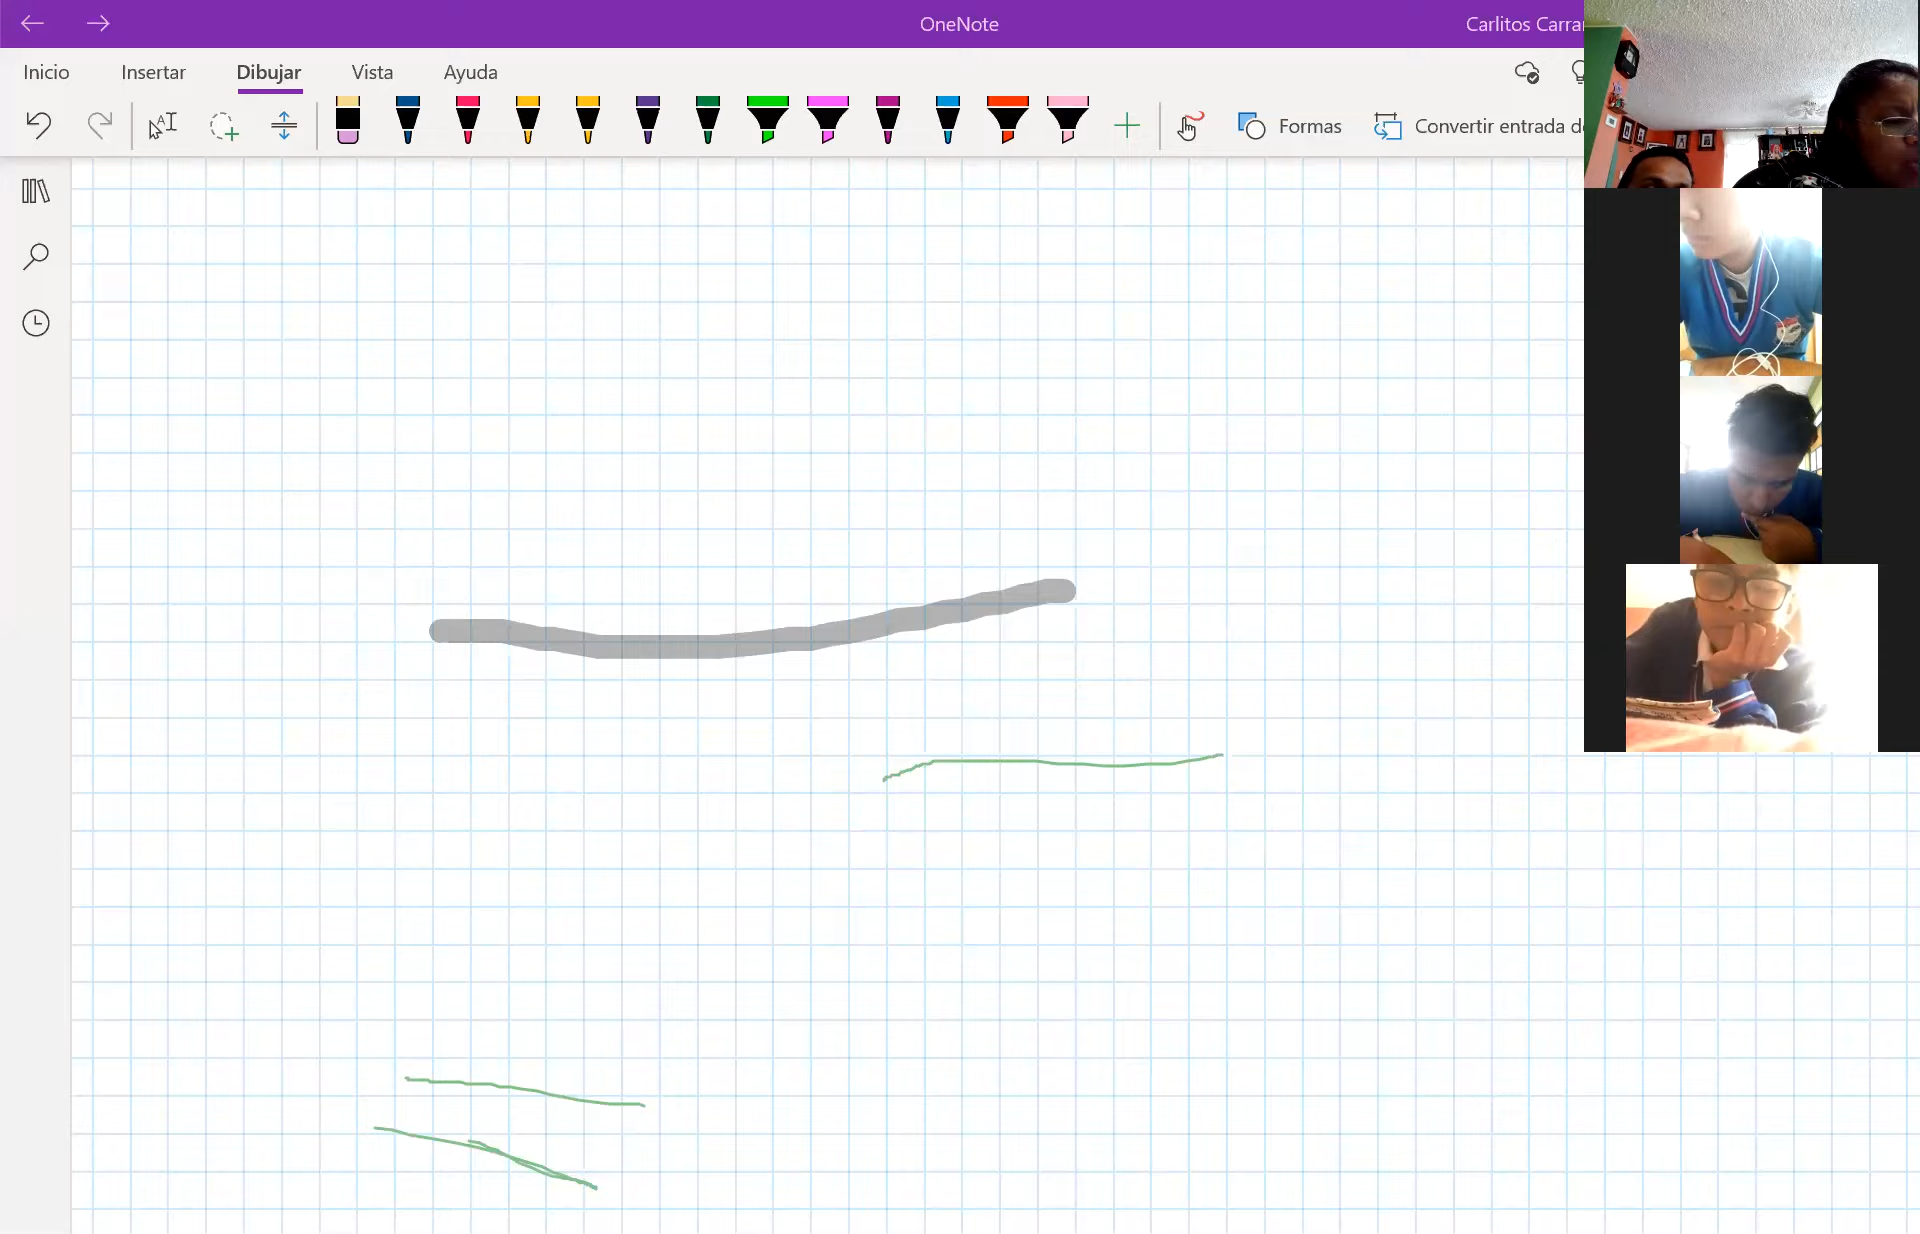 OneNote
Carlitos Carra
Inicio
Insertar
Dibujar
Vista
Ayuda
Formas
Convertir entrada d